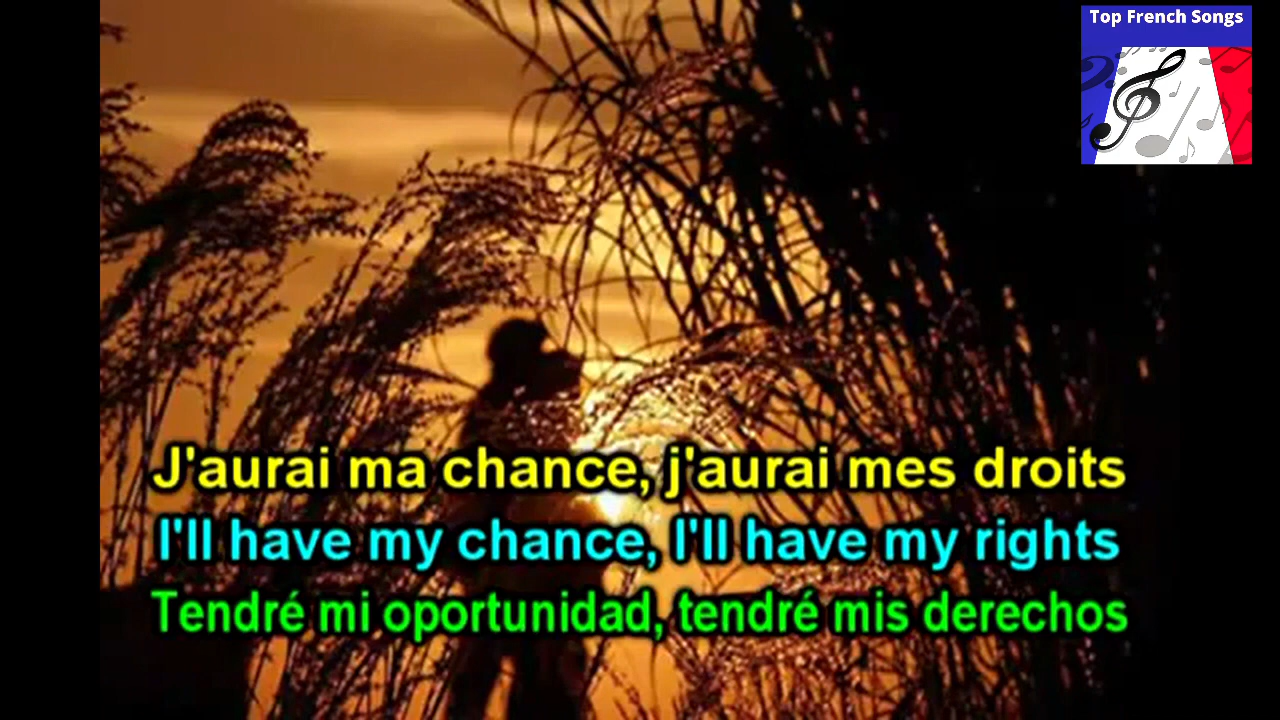 Top French Songs
J'aurai ma chance, j'aurai mes droits
I'll have my chance, I'll have my rights
Tendré mi oportunidad, tendré mis derechos